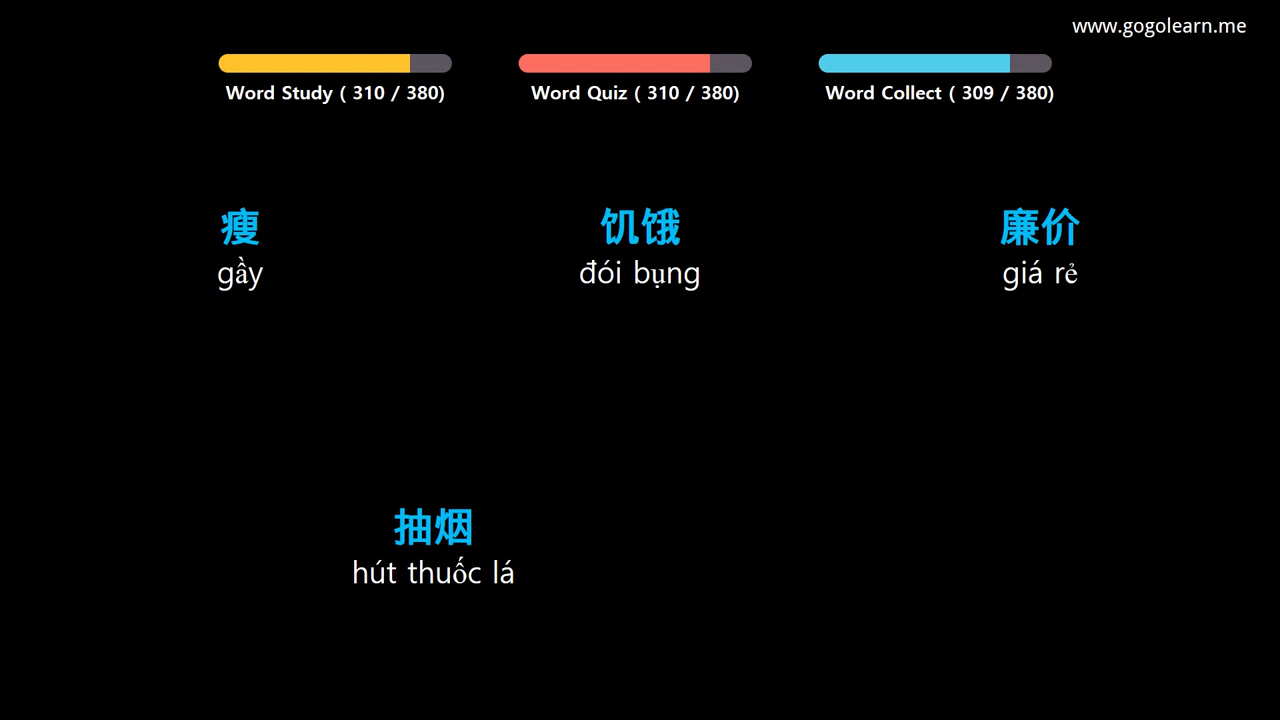 www.gogolearn.me
Word Study ( 310 / 380)
Word Quiz ( 310 / 380)
Word Collect ( 309 / 380)
瘦
gầy
饥饿
đói bụng
廉价
giá rẻ
抽烟
hút thuốc lá